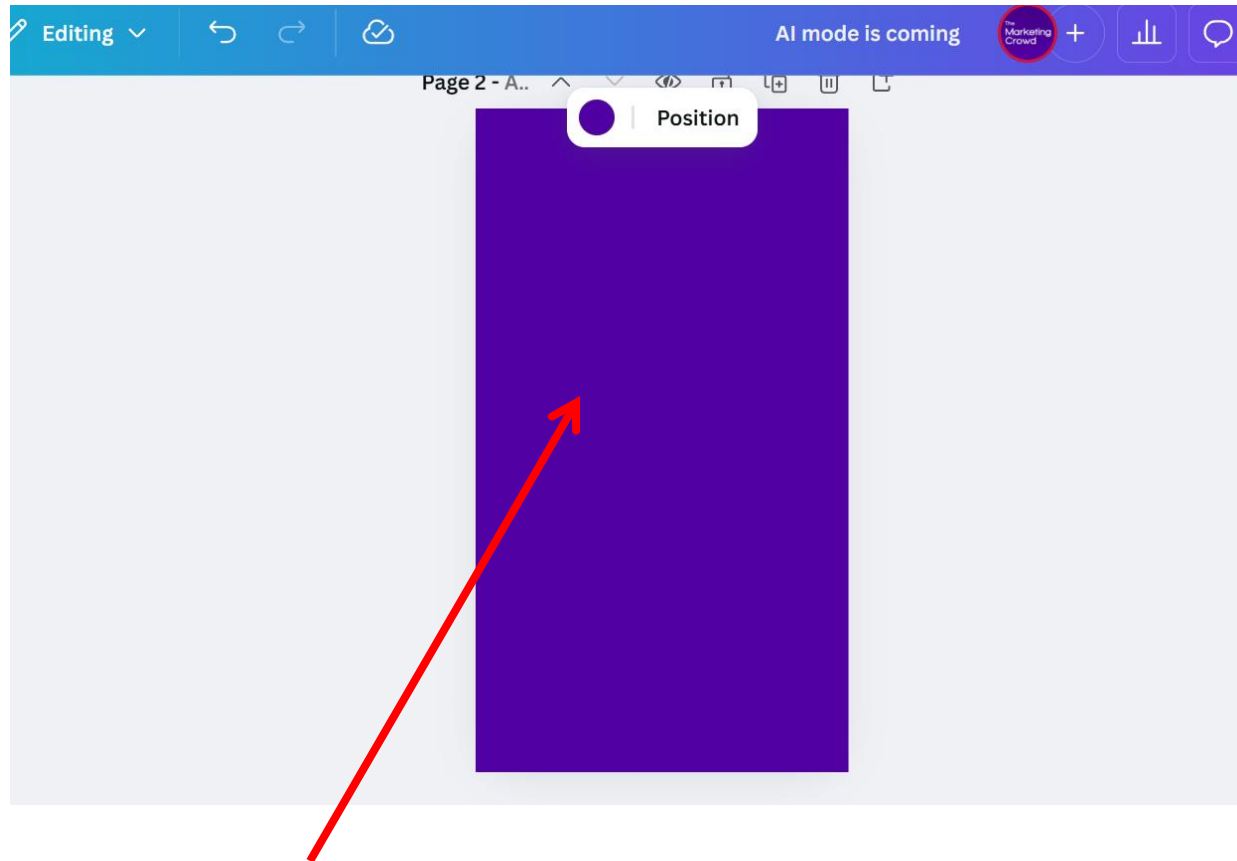 Editing
AI mode is coming
The
Marketing
Crowd
Page 2 - A..
Position